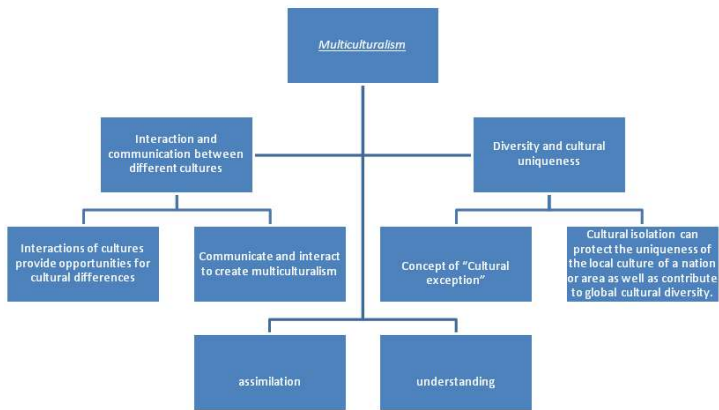 Multiculturalism
Interaction and
communication between
different cultures
Diversity and cultural
uniqueness
Interactions of cultures
provide opportunities for
cultural differences
Communicate and interact
to create multiculturalism
Concept of “Cultural
exception”
Cultural isolation can
protect the uniqueness of
the local culture of a nation
or area as well as contribute
to global cultural diversity.
assimilation
understanding